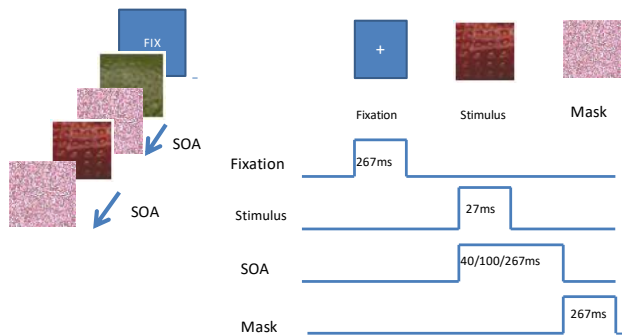 FIX
SOA
SOA
+
Fixation
Stimulus
Mask
Fixation
267ms
Stimulus
27ms
SOA
40/100/267ms
Mask
267ms